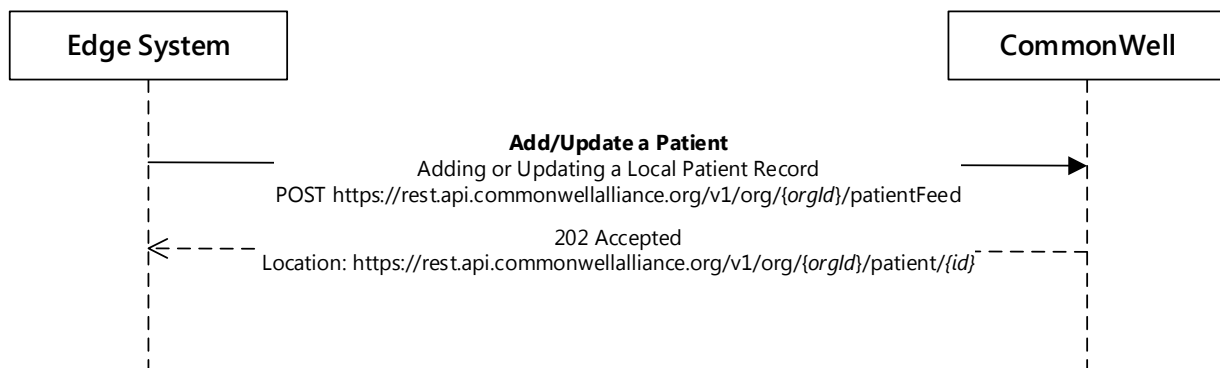 Edge System
CommonWell
Add/Update a Patient
Adding or Updating a Local Patient Record
POST https://rest.api.commonwellalliance.org/v1/org/{orgId}/patientFeed
202 Accepted
Location: https://rest.api.commonwellalliance.org/v1/org/{orgId}/patient/{id}